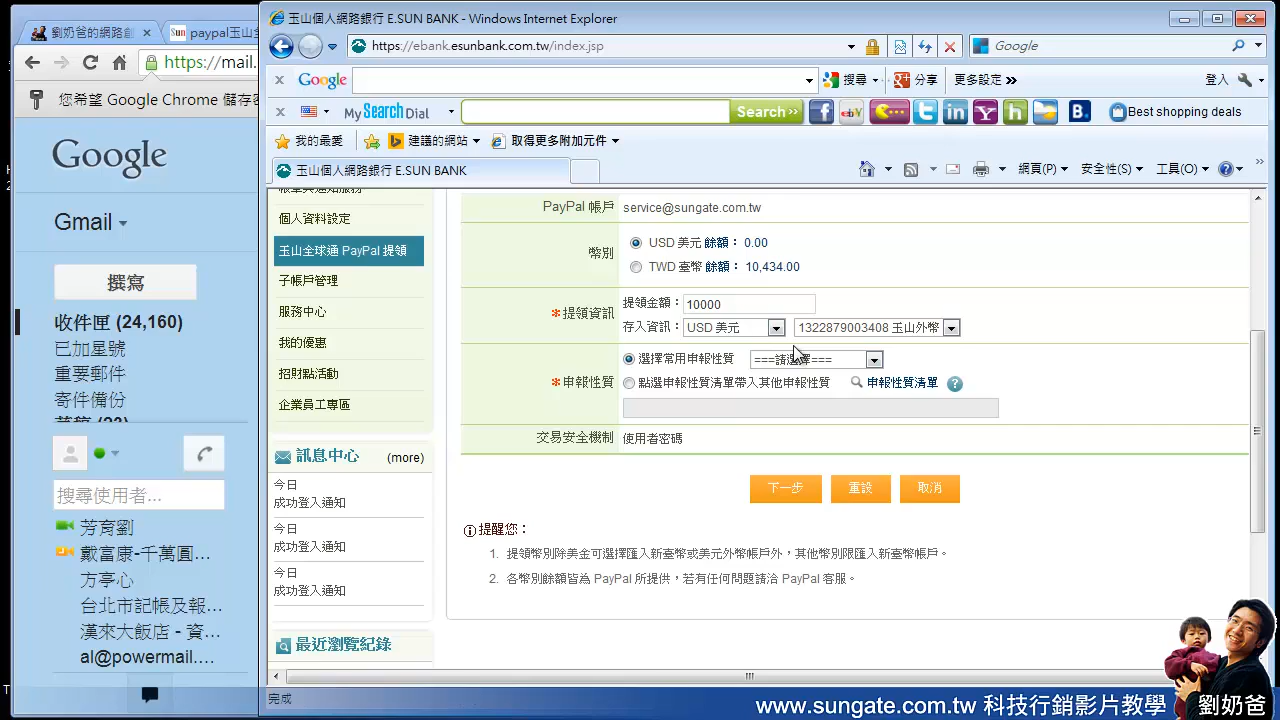 劉奶爸的網路創
paypal玉山全
https://mail.
您希望 Google Chrome 儲存
Google
Gmail
撰寫
收件匣 (24,160)
已加星號
重要郵件
寄件備份
搜尋使用者...
芳育劉
戴富康-千萬圓...
方亭心
台北市記帳及報...
漢來大飯店 - 資...
al@powermail....
玉山個人網路銀行 E.SUN BANK - Windows Internet Explorer
https://ebank.esunbank.com.tw/index.jsp
Google
Google
搜尋
分享
更多設定 »
登入
MySearchDial
Search >>
Best shopping deals
我的最愛
建議的網站
取得更多附加元件
玉山個人網路銀行 E.SUN BANK
網頁(P)
安全性(S)
工具(O)
個人資料設定
玉山全球通 PayPal 提領
子帳戶管理
服務中心
我的優惠
招財點活動
企業員工專區
訊息中心 (more)
今日
成功登入通知
今日
成功登入通知
今日
成功登入通知
最近瀏覽紀錄
PayPal 帳戶 service@sungate.com.tw
幣別
USD 美元 餘額： 0.00
TWD 臺幣 餘額： 10,434.00
*提領資訊
提領金額： 10000
存入資訊： USD 美元 1322879003408 玉山外幣
*申報性質
選擇常用申報性質 ===請選擇===
點選申報性質清單帶入其他申報性質 申報性質清單
交易安全機制 使用者密碼
下一步 重設 取消
提醒您：
1. 提領幣別除美金可選擇匯入新臺幣或美元外幣帳戶外，其他幣別限匯入新臺幣帳戶。
2. 各幣別餘額皆為 PayPal 所提供，若有任何問題請洽 PayPal 客服。
完成
www.sungate.com.tw 科技行銷影片教學 劉奶爸